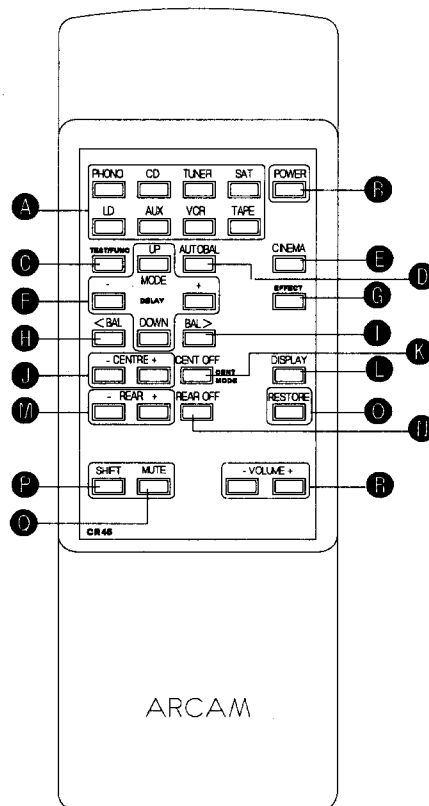 PHONO CD TUNER SAT POWER
B
A
LD AUX VCR TAPE
C
TEST/FUNC UP AUTOBAL CINEMA
E
D
F
- MODE +
DELAY
EFFECT
G
H
< BAL DOWN BAL >
I
K
J
- CENTRE + CENT OFF
CENT
MODE
DISPLAY
L
M
- REAR + REAR OFF RESTORE
O
N
P
SHIFT MUTE - VOLUME +
R
Q
CR45
ARCAM